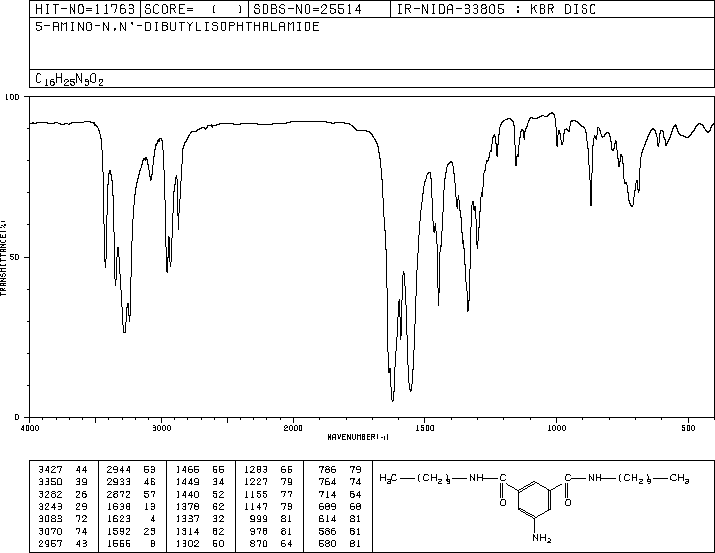 HIT-NO=11763 SCORE= ( ) SDBS-NO=25514 IR-NIDA-33805 : KBR DISC
5-AMINO-N,N'-DIBUTYLISOPHTHALAMIDE
C16H25N3O2
100
TRANSMITTANCE(%)
50
0
4000 3000 2000 1500 1000 500
WAVENUMBER(-1)
3427 44 2944 53 1466 55 1283 66 786 79
3350 39 2933 46 1449 34 1227 79 764 74
3282 26 2872 57 1440 52 1155 77 714 64
3243 29 1638 13 1378 62 1147 79 689 68
3083 72 1623 4 1337 32 999 81 614 81
3070 74 1592 23 1314 62 978 81 586 81
2957 43 1555 8 1302 50 870 64 580 81
H3C—(CH2)3—NH—C C—NH—(CH2)3—CH3
O O
NH2